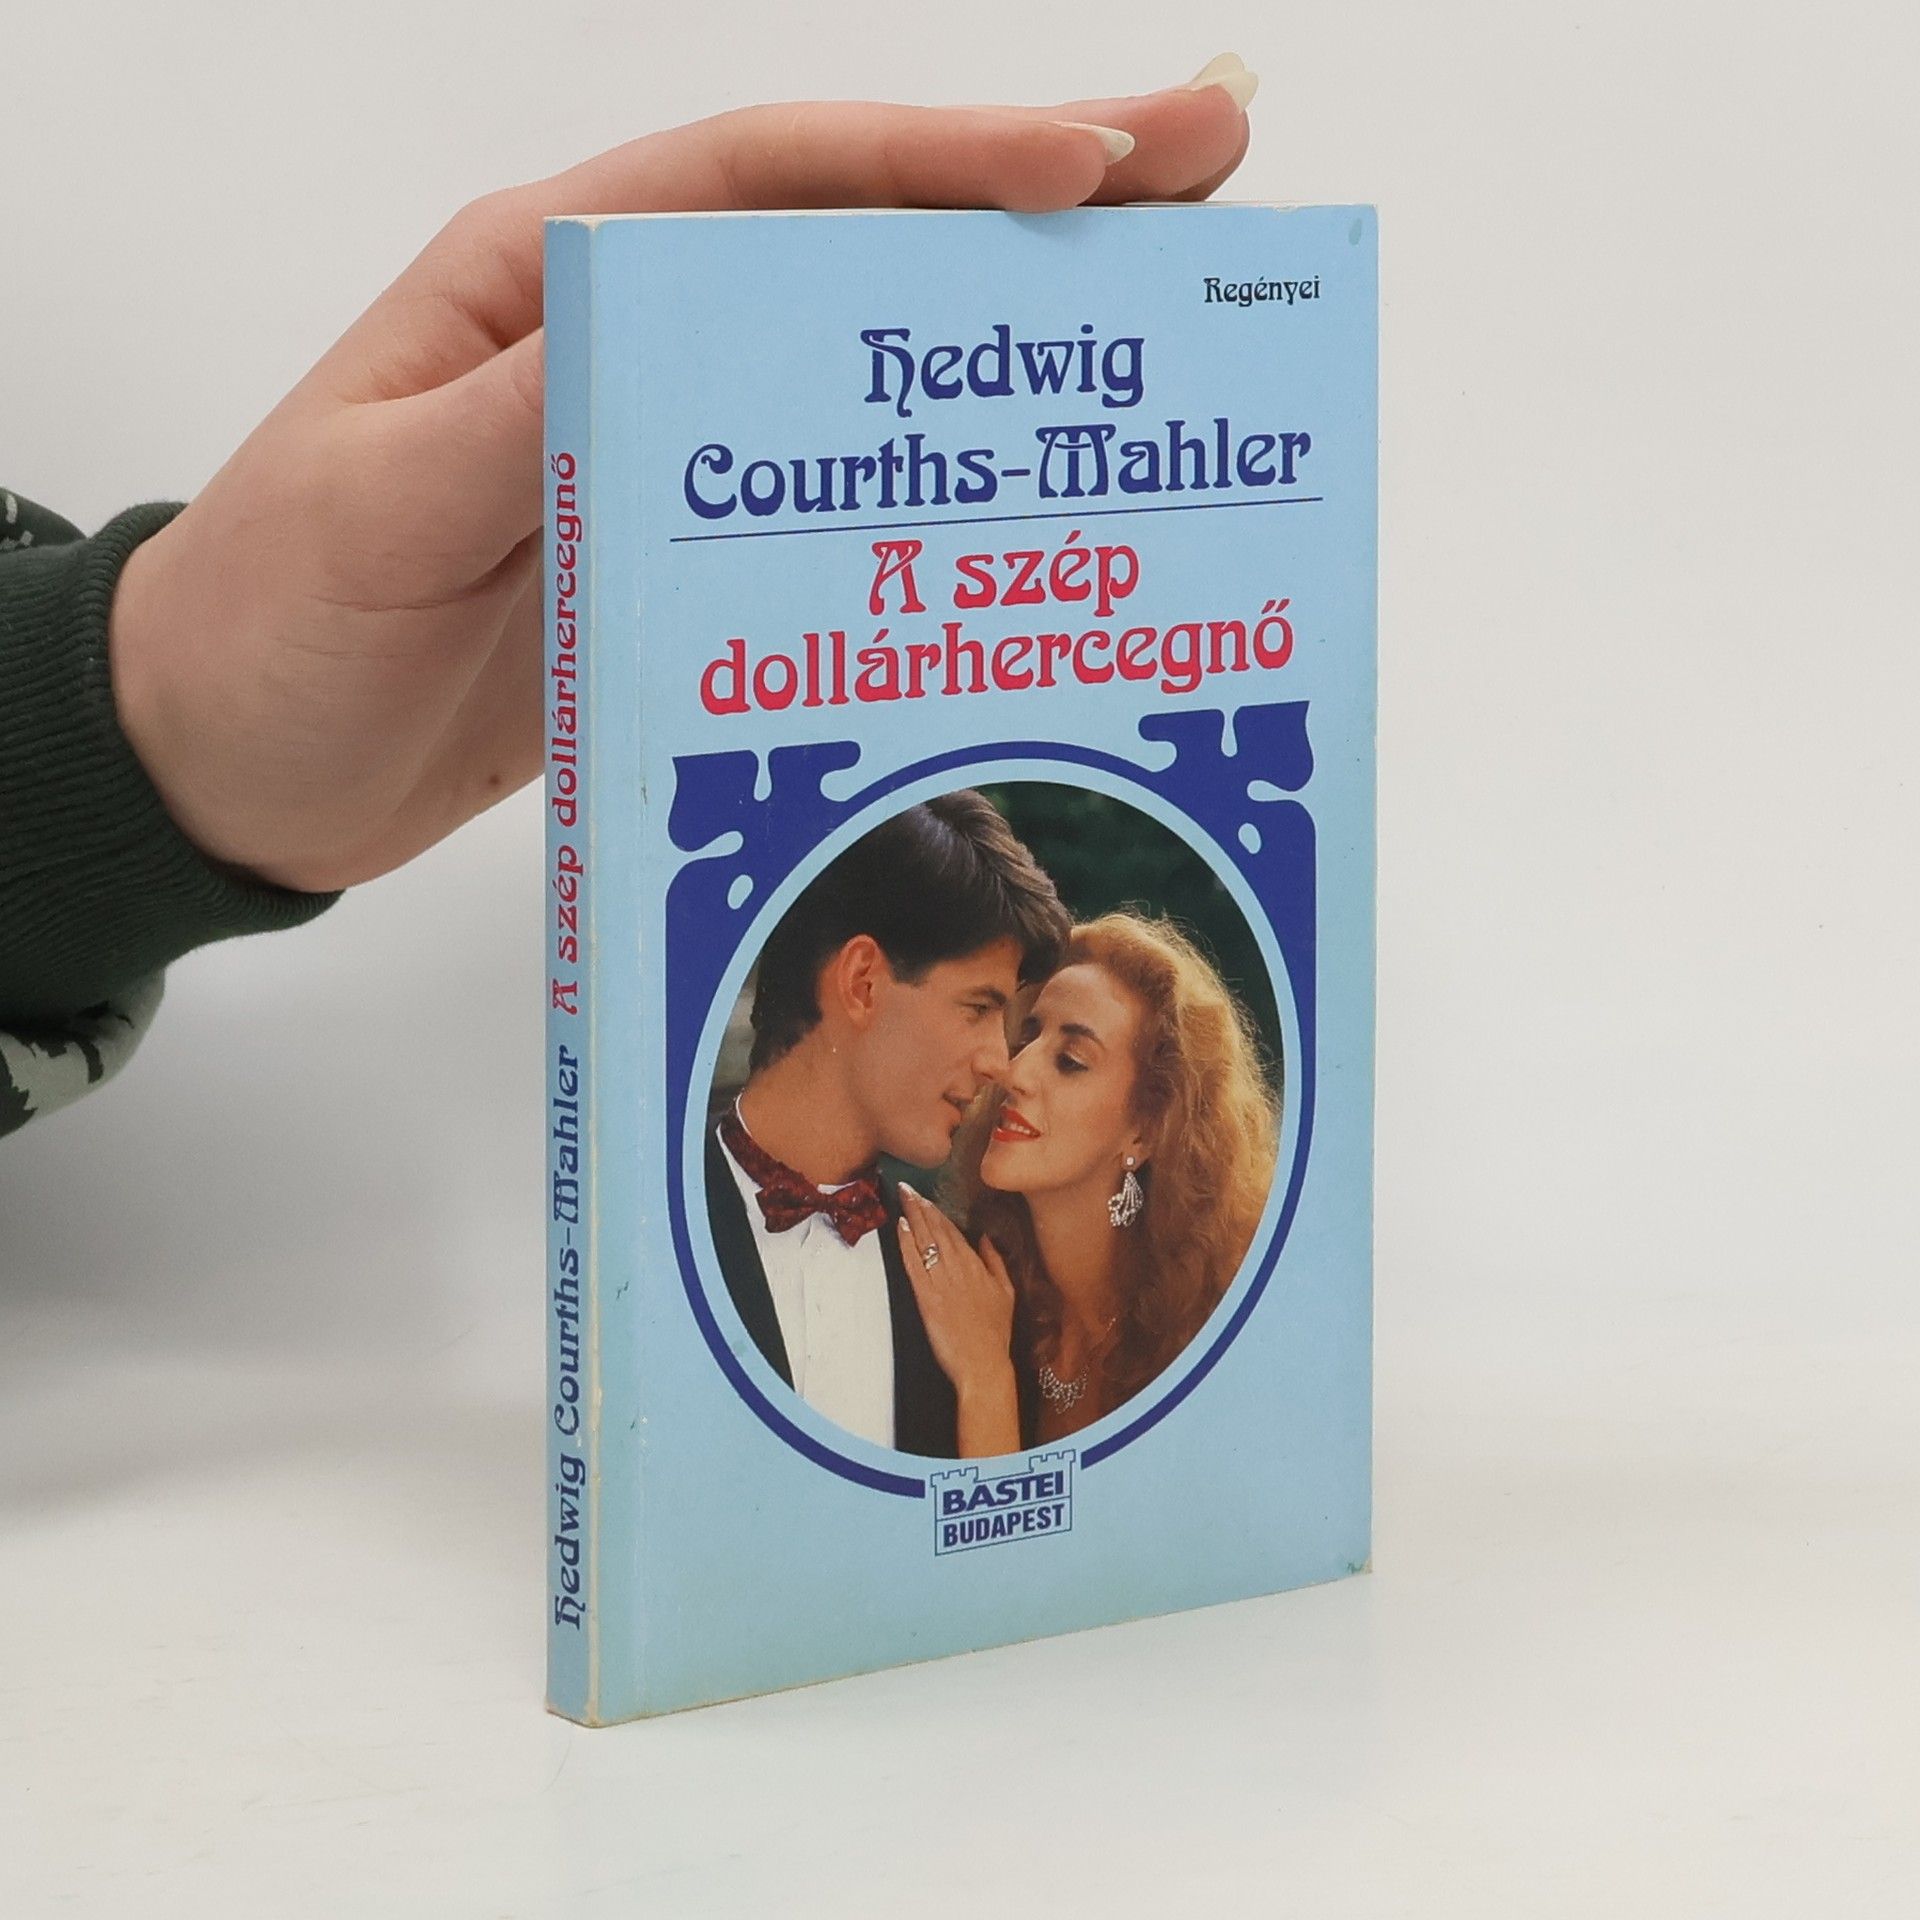 Regényei
Hedwig
Courths-Mahler
A szép
dollárhercegnő
BASTEI
BUDAPEST
Hedwig Courths-Mahler A szép dollárhercegnő